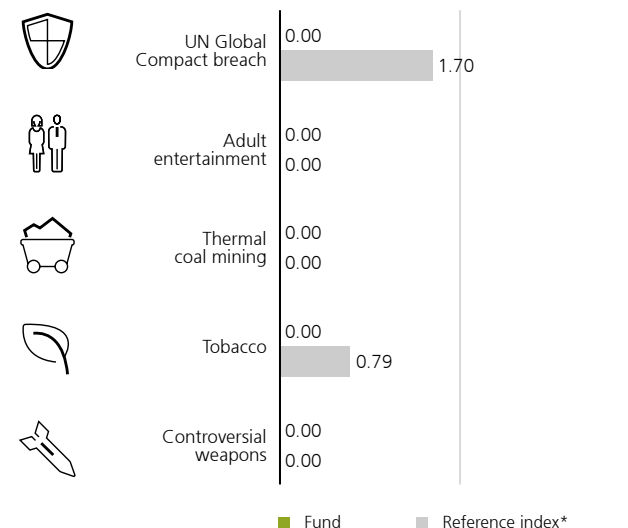 UN Global
Compact breach
0.00
1.70
Adult
entertainment
0.00
0.00
Thermal
coal mining
0.00
0.00
Tobacco
0.00
0.79
Controversial
weapons
0.00
0.00
Fund
Reference index*